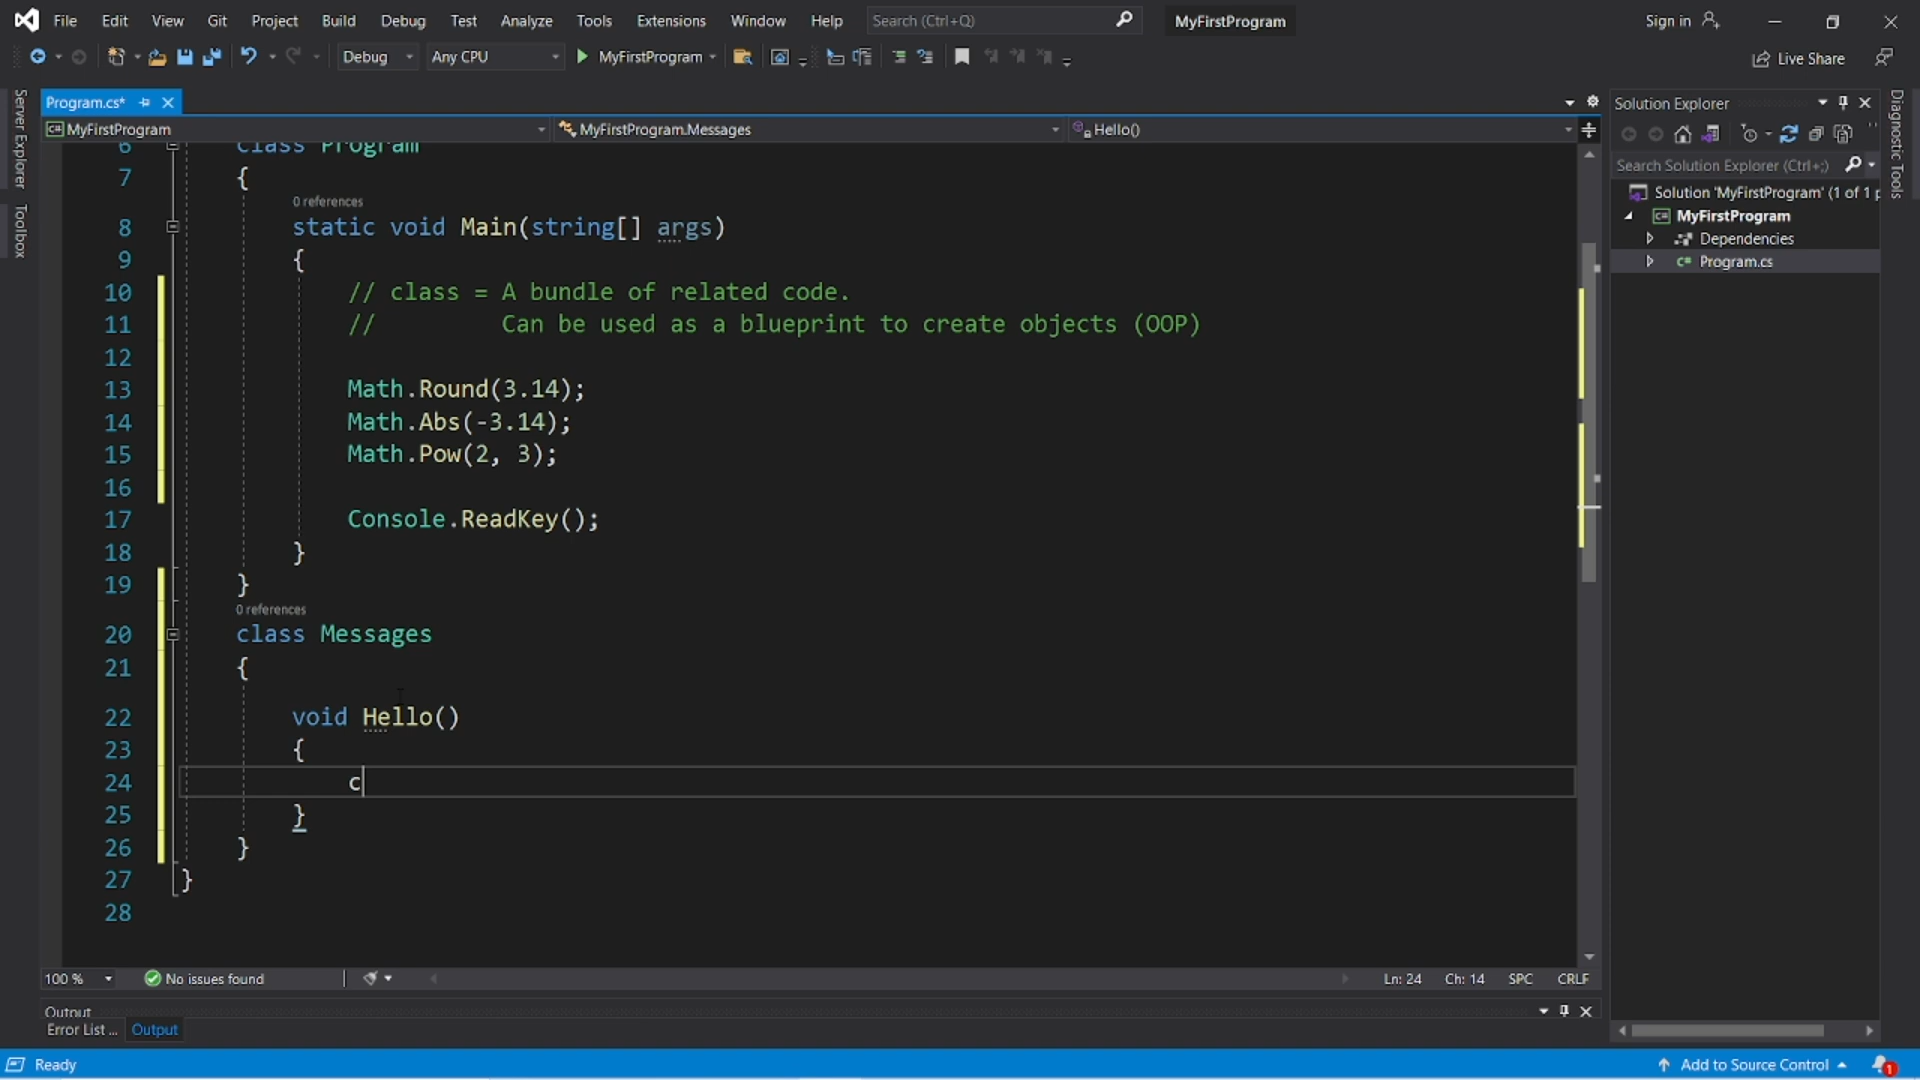 File Edit View Git Project Build Debug Test Analyze Tools Extensions Window Help Search (Ctrl+Q) MyFirstProgram Sign in
Debug Any CPU MyFirstProgram Live Share
Server Explorer
Toolbox
Program.cs*
MyFirstProgram MyFirstProgram.Messages Hello()
6 class Program
7 {
0 references
8 static void Main(string[] args)
9 {
10 // class = A bundle of related code.
11 // Can be used as a blueprint to create objects (OOP)
12
13 Math.Round(3.14);
14 Math.Abs(-3.14);
15 Math.Pow(2, 3);
16
17 Console.ReadKey();
18 }
19 }
0 references
20 class Messages
21 {
22 void Hello()
23 {
24 c
25 }
26 }
27 }
28
100 % No issues found Ln: 24 Ch: 14 SPC CRLF
Output
Error List ... Output
Solution Explorer
Search Solution Explorer (Ctrl+;)
Solution 'MyFirstProgram' (1 of 1 p
MyFirstProgram
Dependencies
C# Program.cs
Diagnostic Tools
Ready Add to Source Control 1